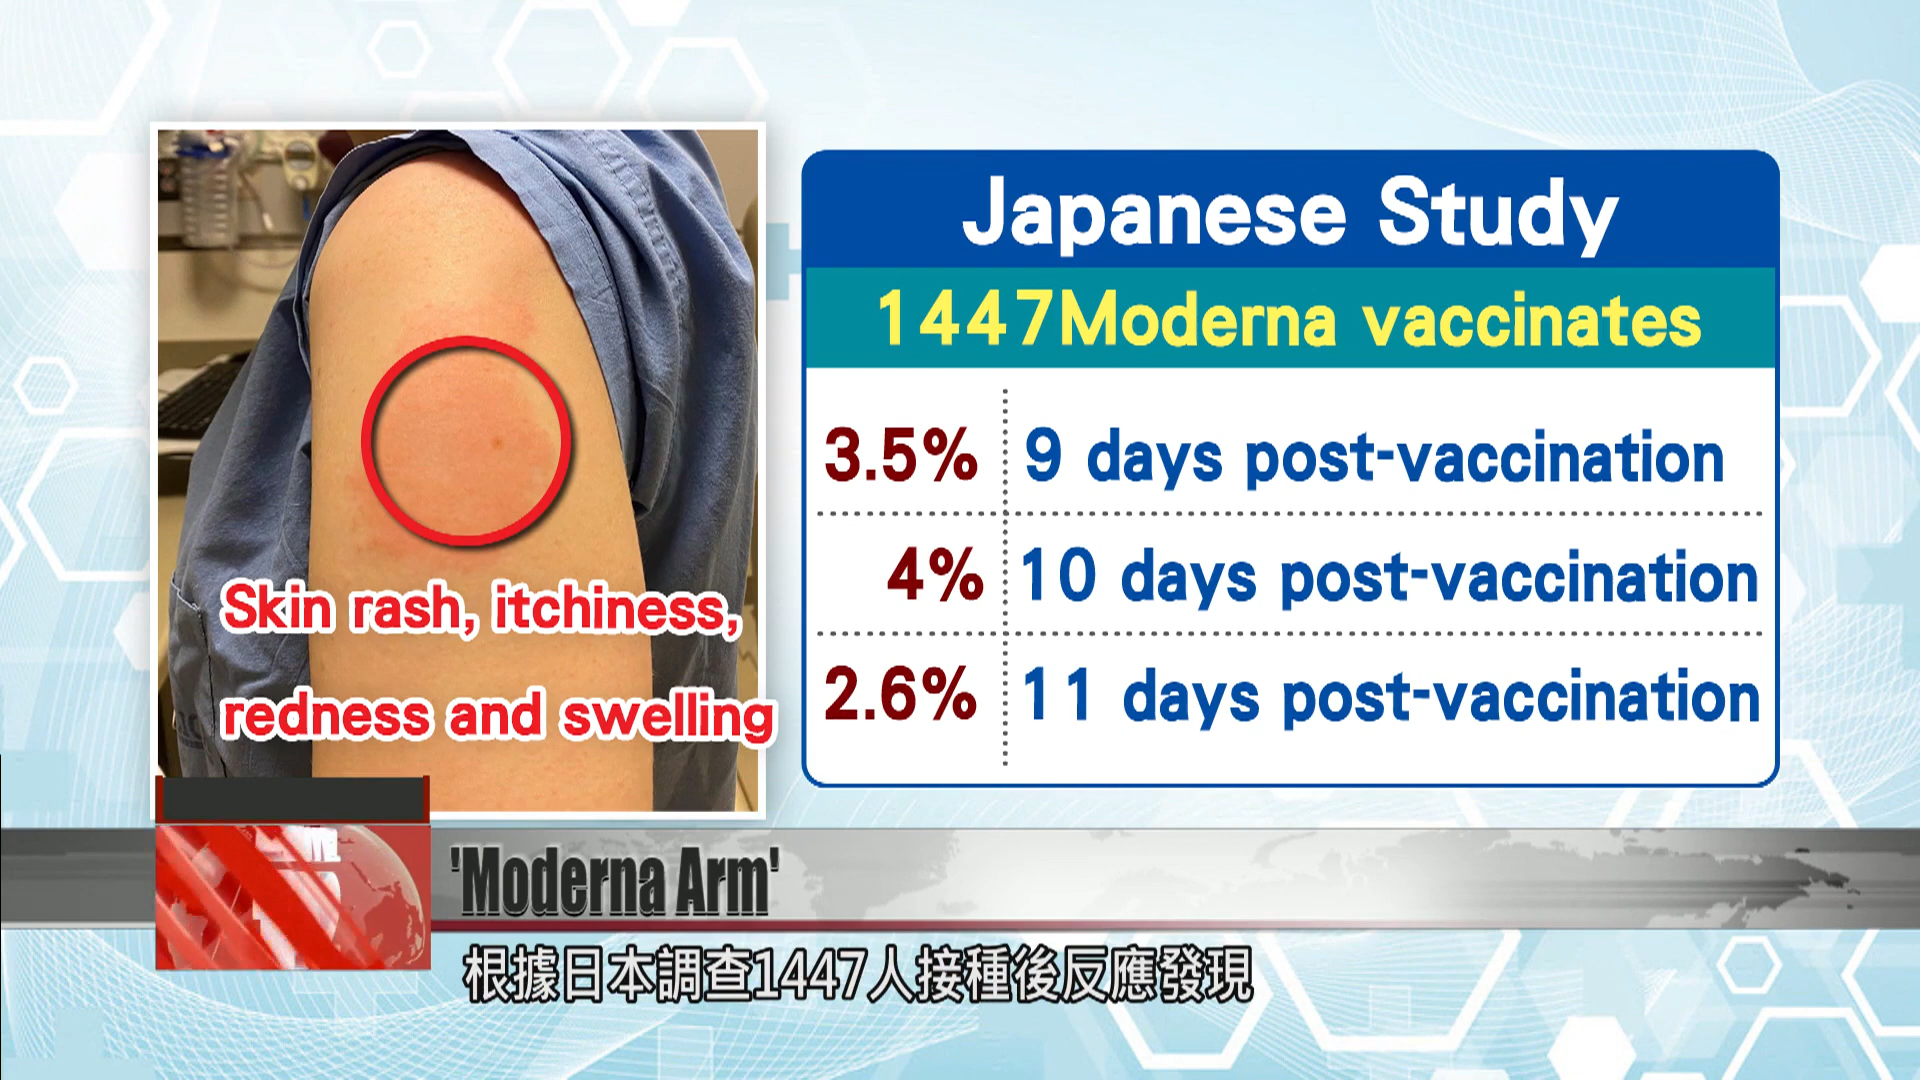 Japanese Study
1447Moderna vaccinates
3.5% 9 days post-vaccination
4% 10 days post-vaccination
2.6% 11 days post-vaccination
Skin rash, itchiness,
redness and swelling
'Moderna Arm'
根據日本調查1447人接種後反應發現